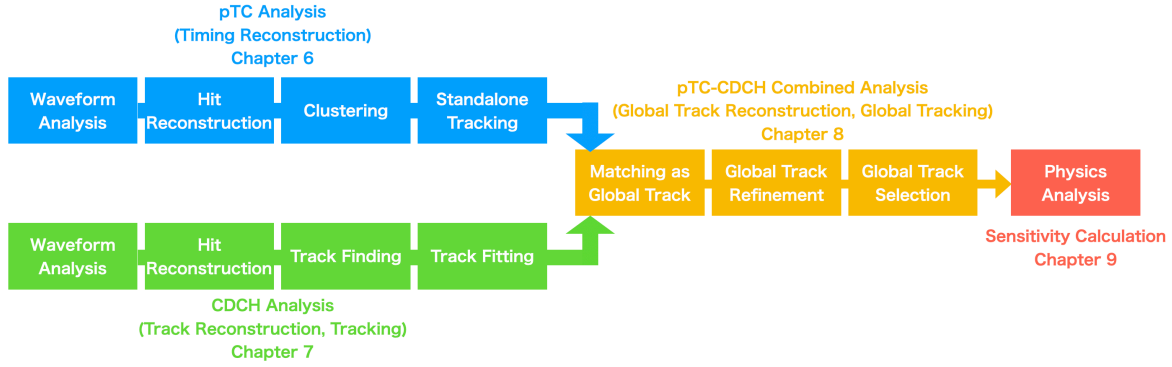 pTC Analysis
(Timing Reconstruction)
Chapter 6
Waveform
Analysis
Hit
Reconstruction
Clustering
Standalone
Tracking
pTC-CDCH Combined Analysis
(Global Track Reconstruction, Global Tracking)
Chapter 8
Matching as
Global Track
Global Track
Refinement
Global Track
Selection
Physics
Analysis
Sensitivity Calculation
Chapter 9
Waveform
Analysis
Hit
Reconstruction
Track Finding
Track Fitting
CDCH Analysis
(Track Reconstruction, Tracking)
Chapter 7